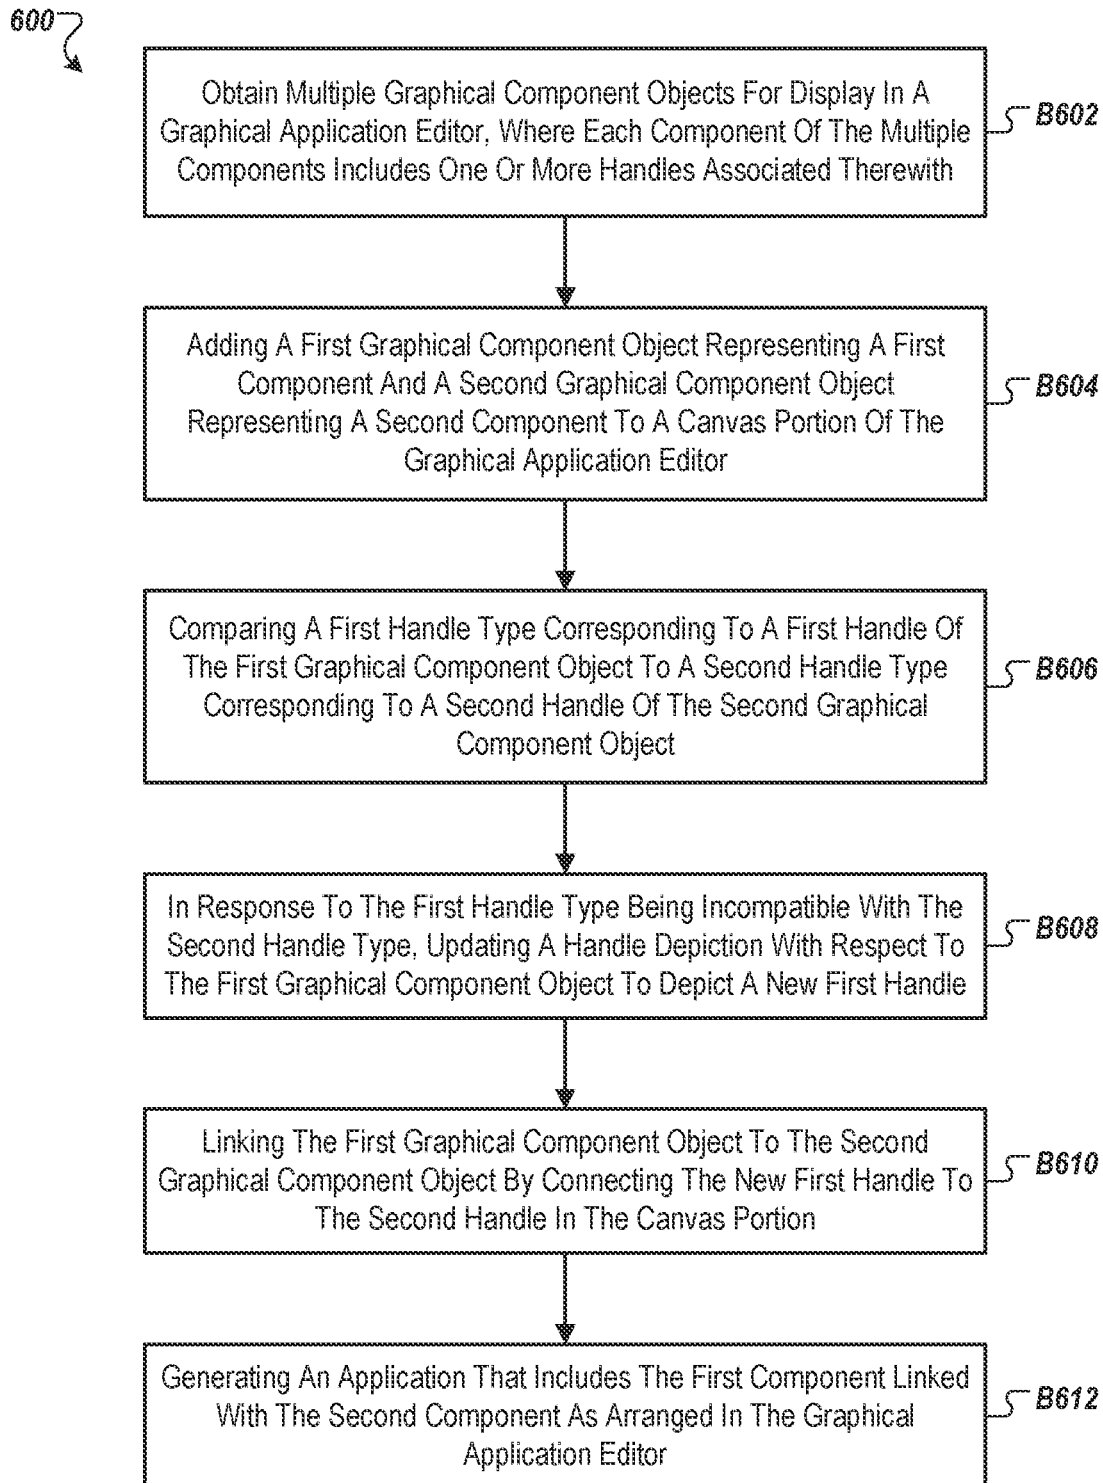 600
Obtain Multiple Graphical Component Objects For Display In A
Graphical Application Editor, Where Each Component Of The Multiple
Components Includes One Or More Handles Associated Therewith
B602
Adding A First Graphical Component Object Representing A First
Component And A Second Graphical Component Object
Representing A Second Component To A Canvas Portion Of The
Graphical Application Editor
B604
Comparing A First Handle Type Corresponding To A First Handle Of
The First Graphical Component Object To A Second Handle Type
Corresponding To A Second Handle Of The Second Graphical
Component Object
B606
In Response To The First Handle Type Being Incompatible With The
Second Handle Type, Updating A Handle Depiction With Respect To
The First Graphical Component Object To Depict A New First Handle
B608
Linking The First Graphical Component Object To The Second
Graphical Component Object By Connecting The New First Handle To
The Second Handle In The Canvas Portion
B610
Generating An Application That Includes The First Component Linked
With The Second Component As Arranged In The Graphical
Application Editor
B612